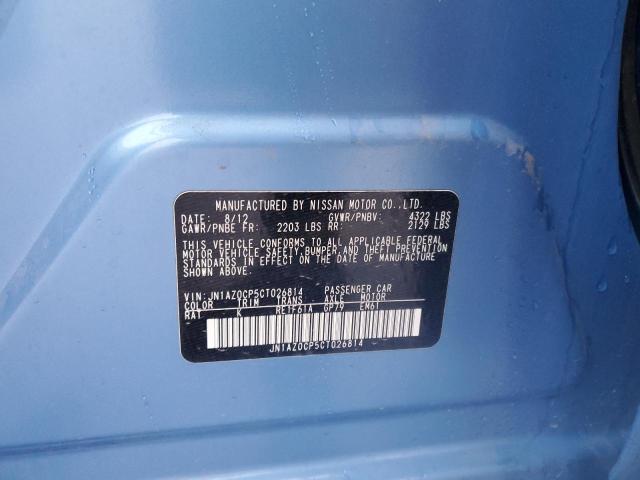 MANUFACTURED BY NISSAN MOTOR CO.,LTD.
DATE: 8/12 GVWR/PNBV: 4322 LBS
GAWR/PNBE FR: 2203 LBS RR: 2129 LBS
THIS VEHICLE CONFORMS TO ALL APPLICABLE FEDERAL
MOTOR VEHICLE SAFETY,BUMPER,AND THEFT PREVENTION
STANDARDS IN EFFECT ON THE DATE OF MANUFACTURE
SHOWN ABOVE.
VIN: JN1AZ0CP5CT026814 PASSENGER CAR
COLOR TRIM TRANS AXLE MOTOR
RAT K RE1F61A GP79 EM61
JN1AZ0CP5CT026814